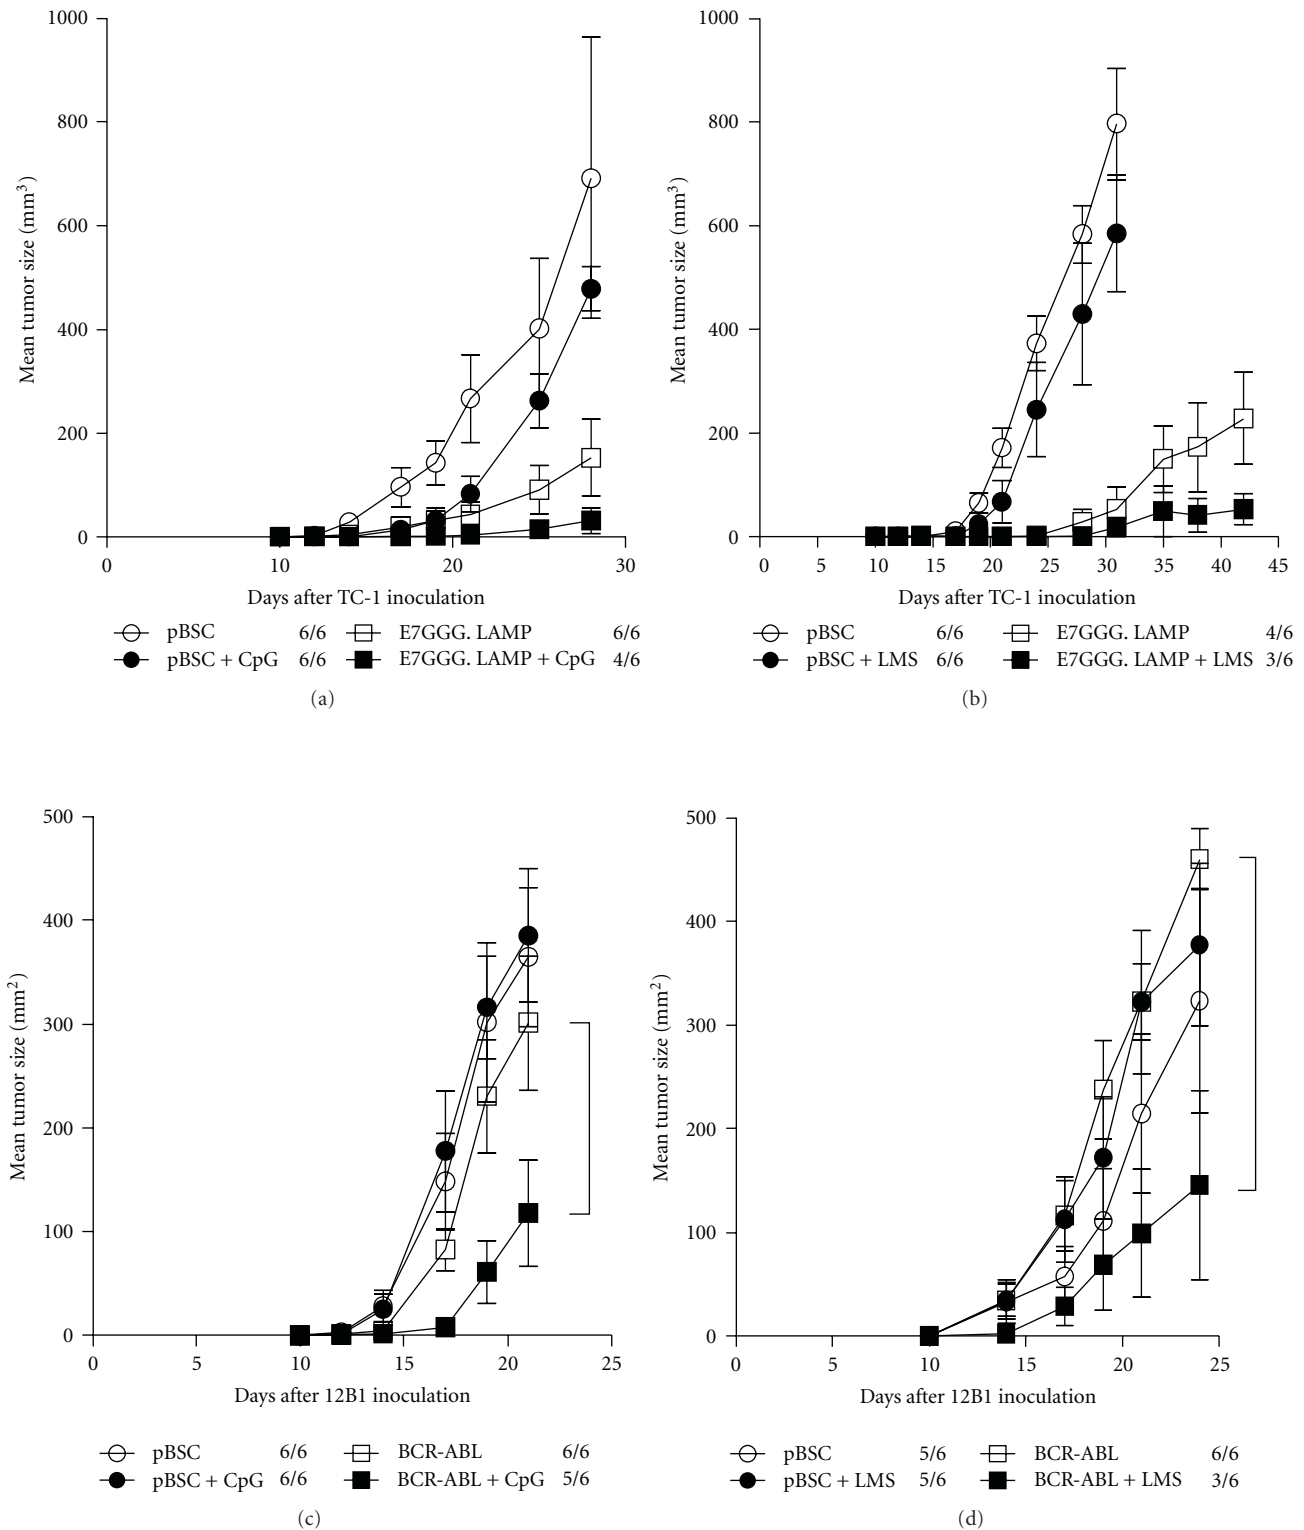 1000
800
600
400
200
0
Mean tumor size (mm³)
0 10 20 30
Days after TC-1 inoculation
pBSC 6/6 E7GGG. LAMP 6/6
pBSC + CpG 6/6 E7GGG. LAMP + CpG 4/6
(a)
1000
800
600
400
200
0
Mean tumor size (mm³)
0 5 10 15 20 25 30 35 40 45
Days after TC-1 inoculation
pBSC 6/6 E7GGG. LAMP 4/6
pBSC + LMS 6/6 E7GGG. LAMP + LMS 3/6
(b)
500
400
300
200
100
0
Mean tumor size (mm²)
0 5 10 15 20 25
Days after 12B1 inoculation
pBSC 6/6 BCR-ABL 6/6
pBSC + CpG 6/6 BCR-ABL + CpG 5/6
(c)
500
400
300
200
100
0
Mean tumor size (mm²)
0 5 10 15 20 25
Days after 12B1 inoculation
pBSC 5/6 BCR-ABL 6/6
pBSC + LMS 5/6 BCR-ABL + LMS 3/6
(d)